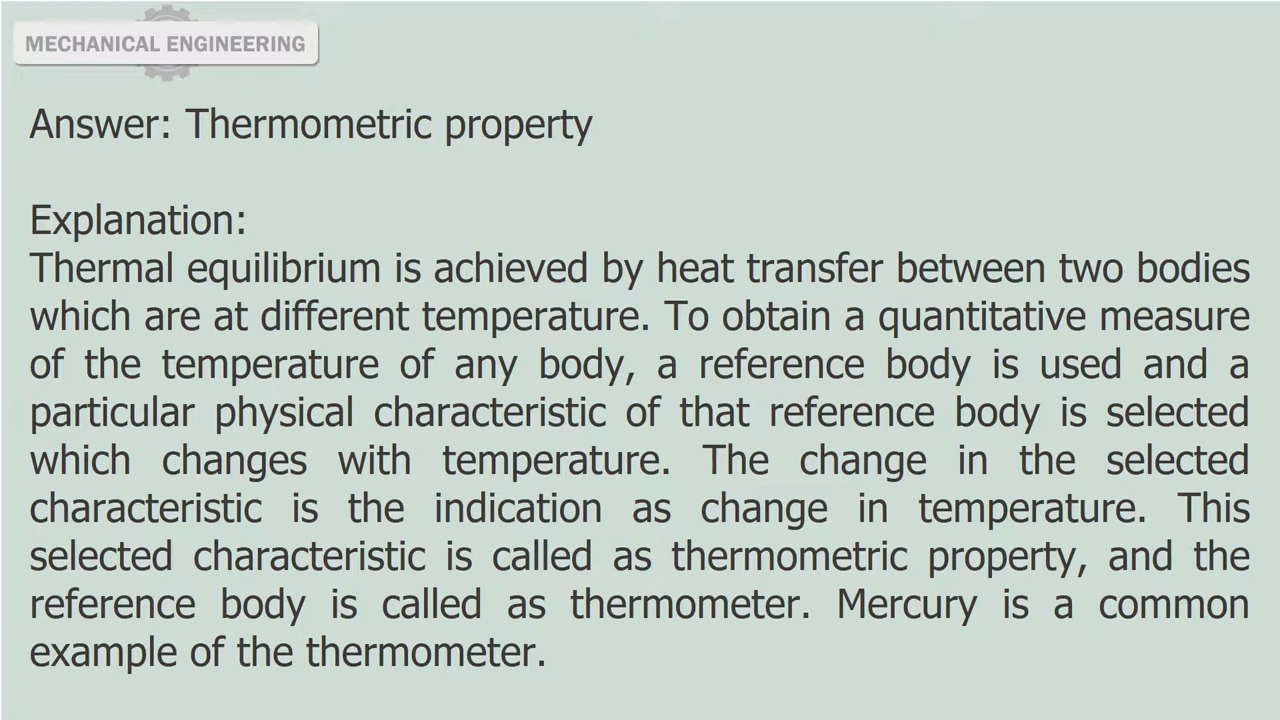 MECHANICAL ENGINEERING
Answer: Thermometric property
Explanation:
Thermal equilibrium is achieved by heat transfer between two bodies
which are at different temperature. To obtain a quantitative measure
of the temperature of any body, a reference body is used and a
particular physical characteristic of that reference body is selected
which changes with temperature. The change in the selected
characteristic is the indication as change in temperature. This
selected characteristic is called as thermometric property, and the
reference body is called as thermometer. Mercury is a common
example of the thermometer.